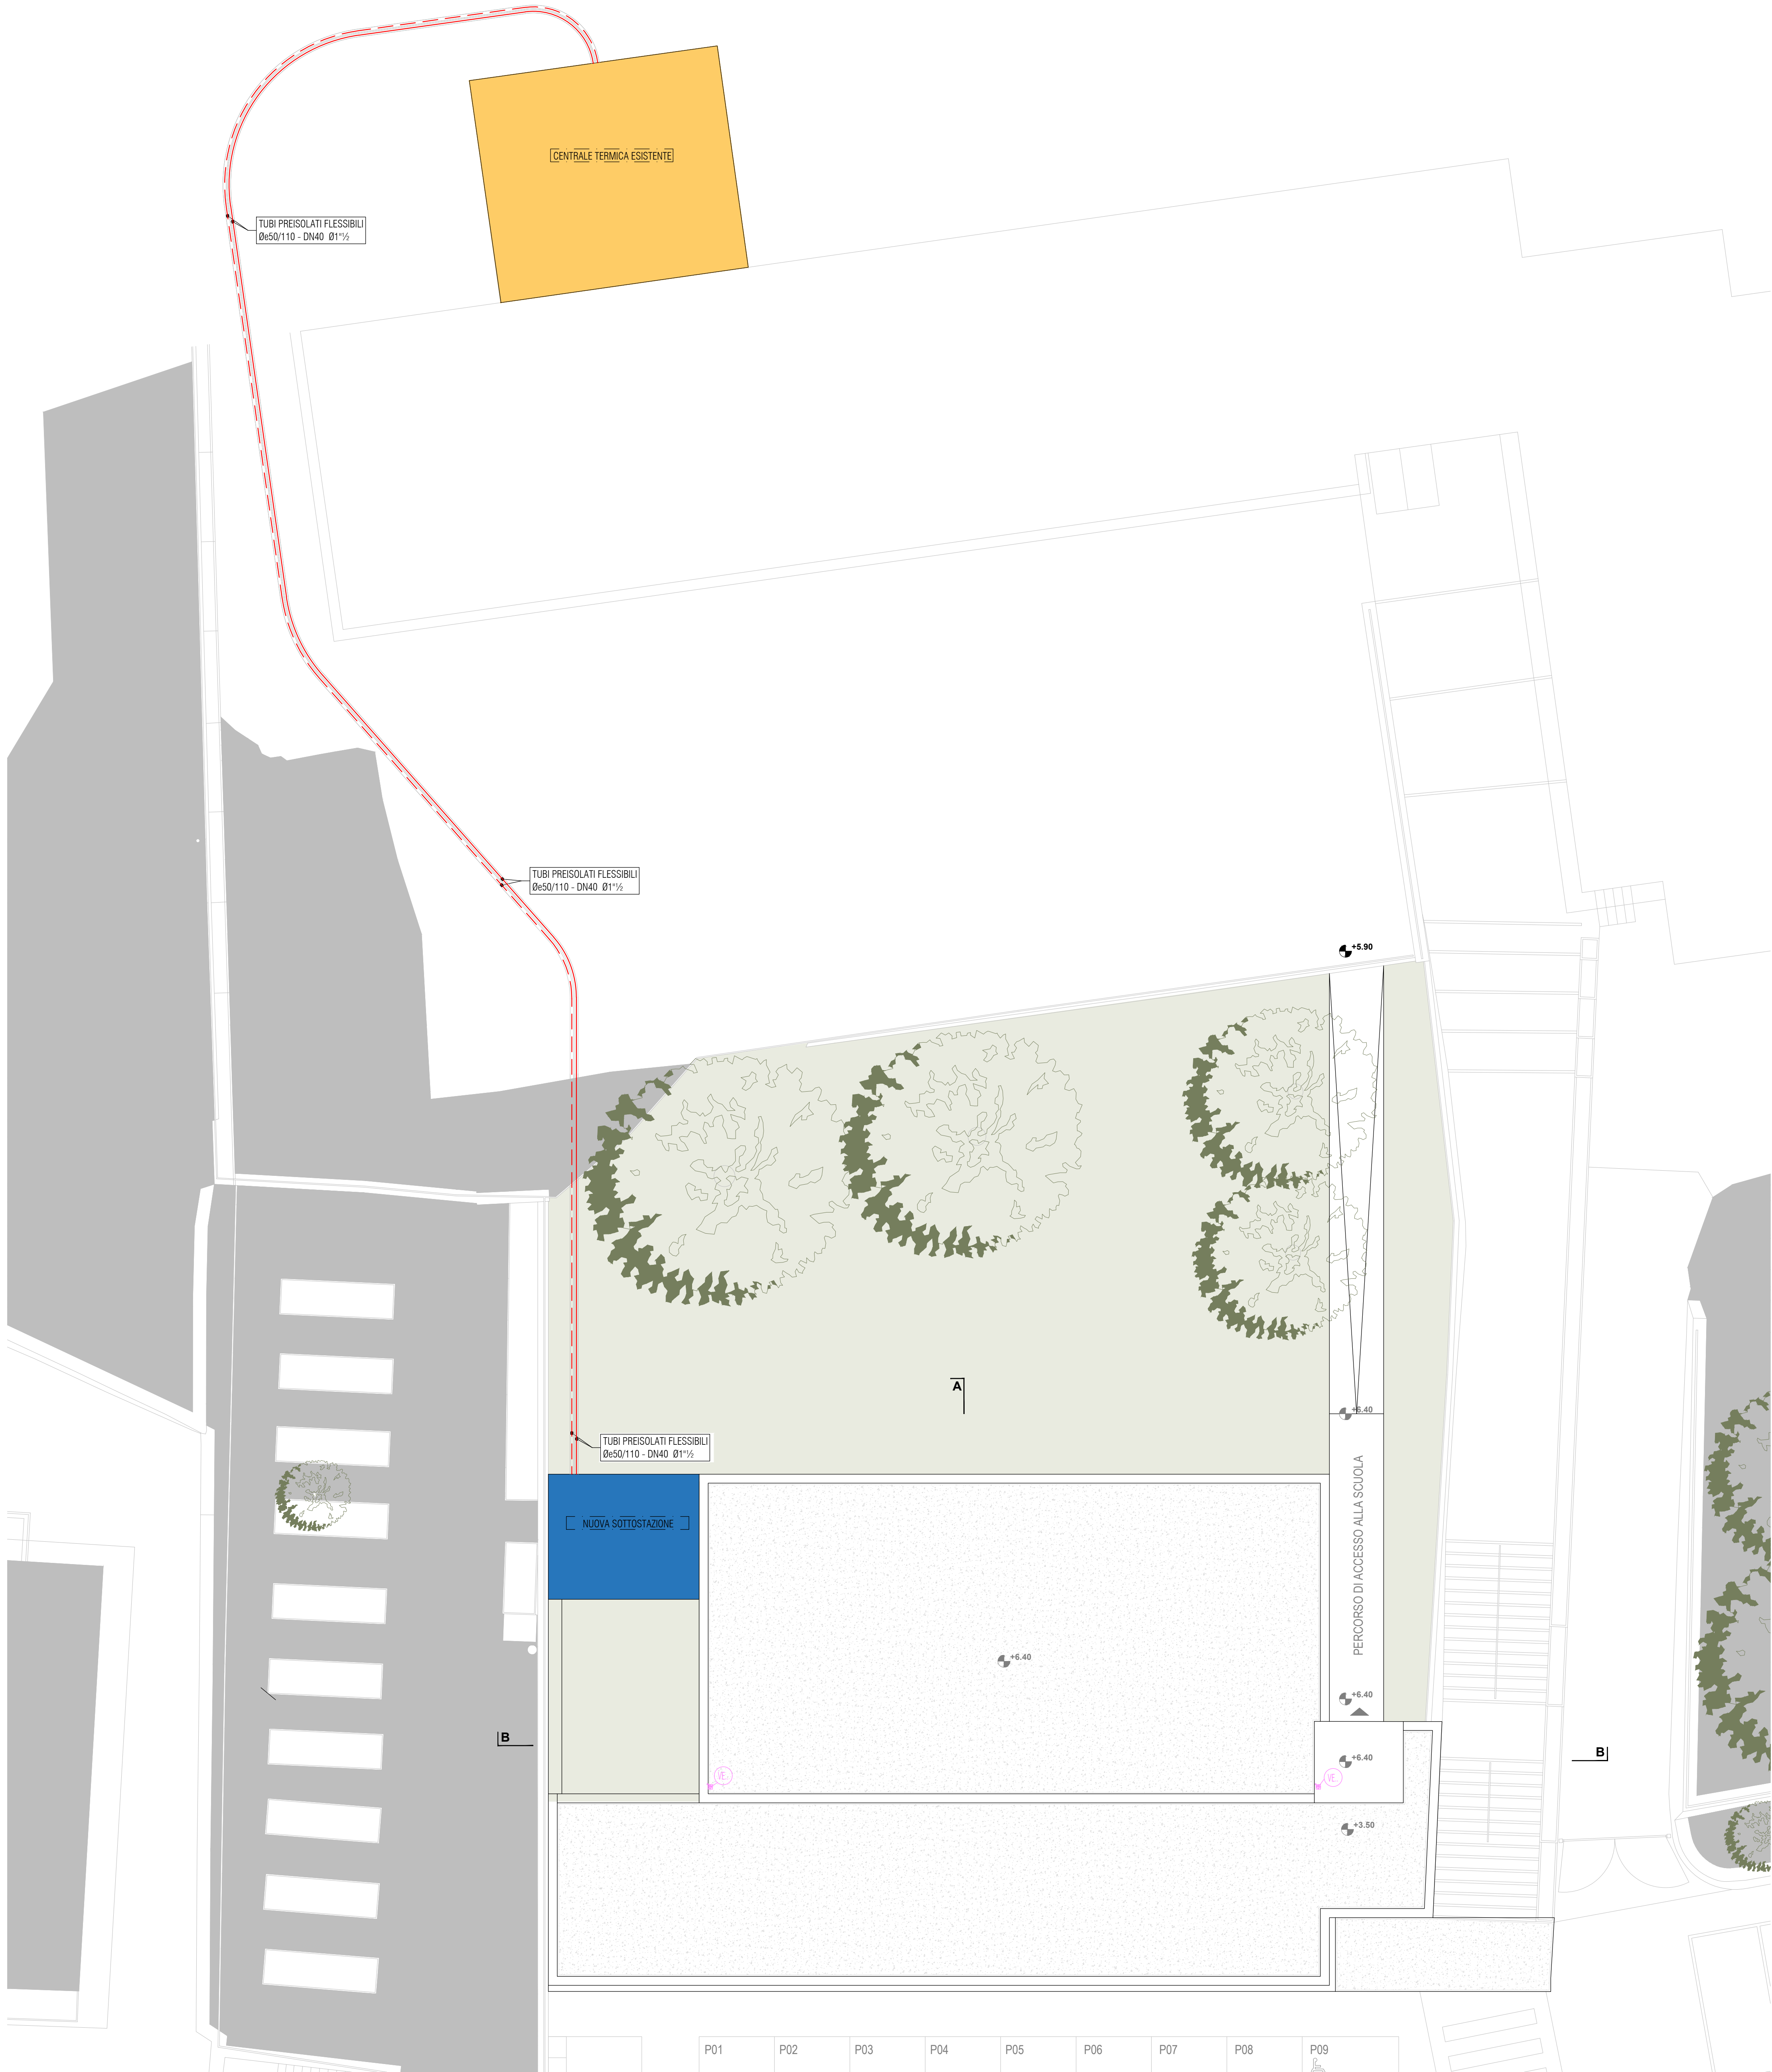 CENTRALE TERMICA ESISTENTE
TUBI PREISOLATI FLESSIBILI
Øe50/110 - DN40 Ø1"½
TUBI PREISOLATI FLESSIBILI
Øe50/110 - DN40 Ø1"½
+5.90
A
+6.40
TUBI PREISOLATI FLESSIBILI
Øe50/110 - DN40 Ø1"½
NUOVA SOTTOSTAZIONE
PERCORSO DI ACCESSO ALLA SCUOLA
+6.40
+6.40
B
B
+6.40
VE.
VE.
+3.50
P01 P02 P03 P04 P05 P06 P07 P08 P09